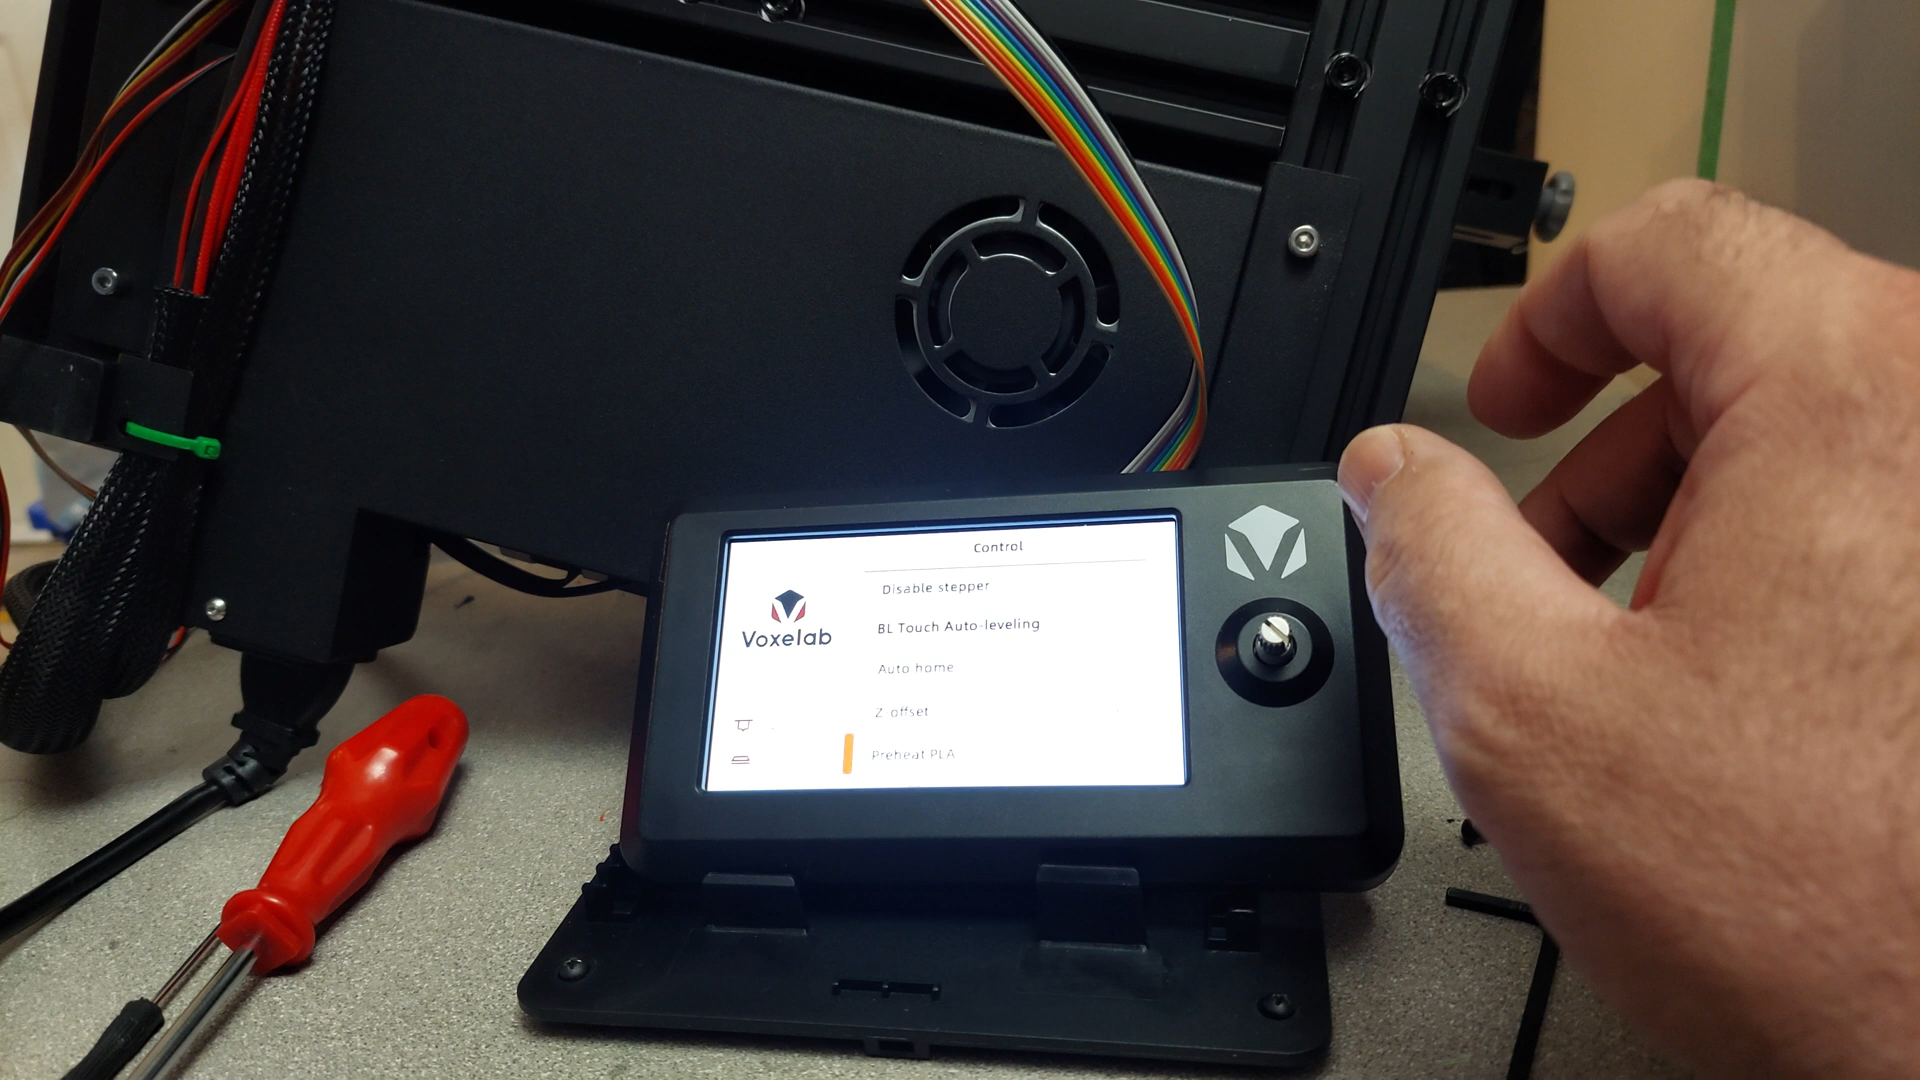 Control
Disable stepper
Voxelab
BL Touch Auto-leveling
Auto home
Z offset
Preheat PLA